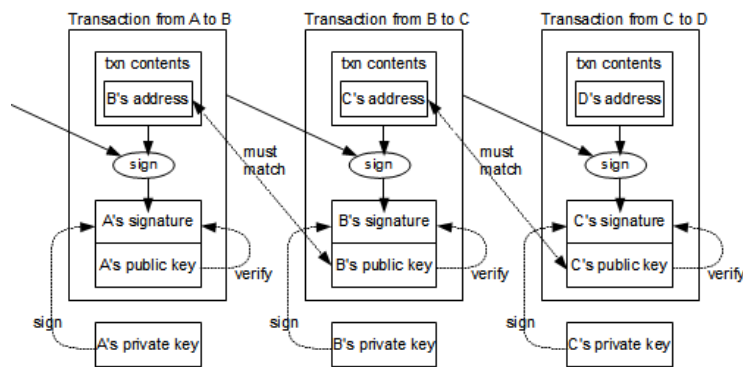 Transaction from A to B
txn contents
B's address
sign
A's signature
A's public key
verify
sign
A's private key
must
match
Transaction from B to C
txn contents
C's address
sign
B's signature
B's public key
verify
sign
B's private key
must
match
Transaction from C to D
txn contents
D's address
sign
C's signature
C's public key
verify
sign
C's private key